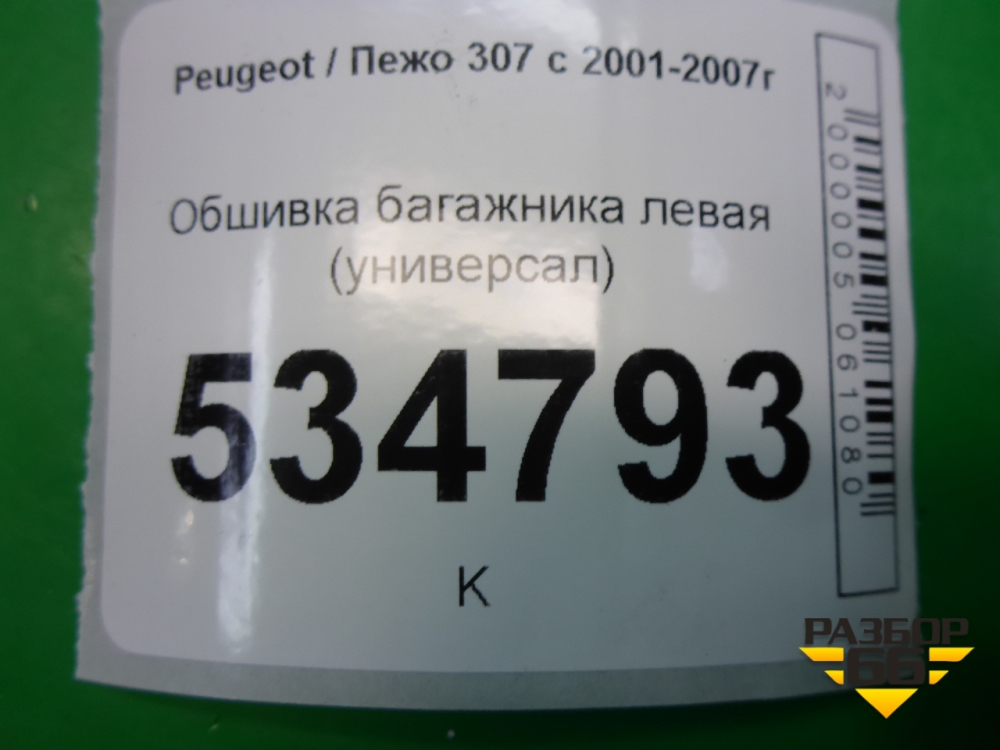 Peugeot / Пежо 307 с 2001-2007г
Обшивка багажника левая
(универсал)
534793
К
2000005061080
РАЗБОР
66